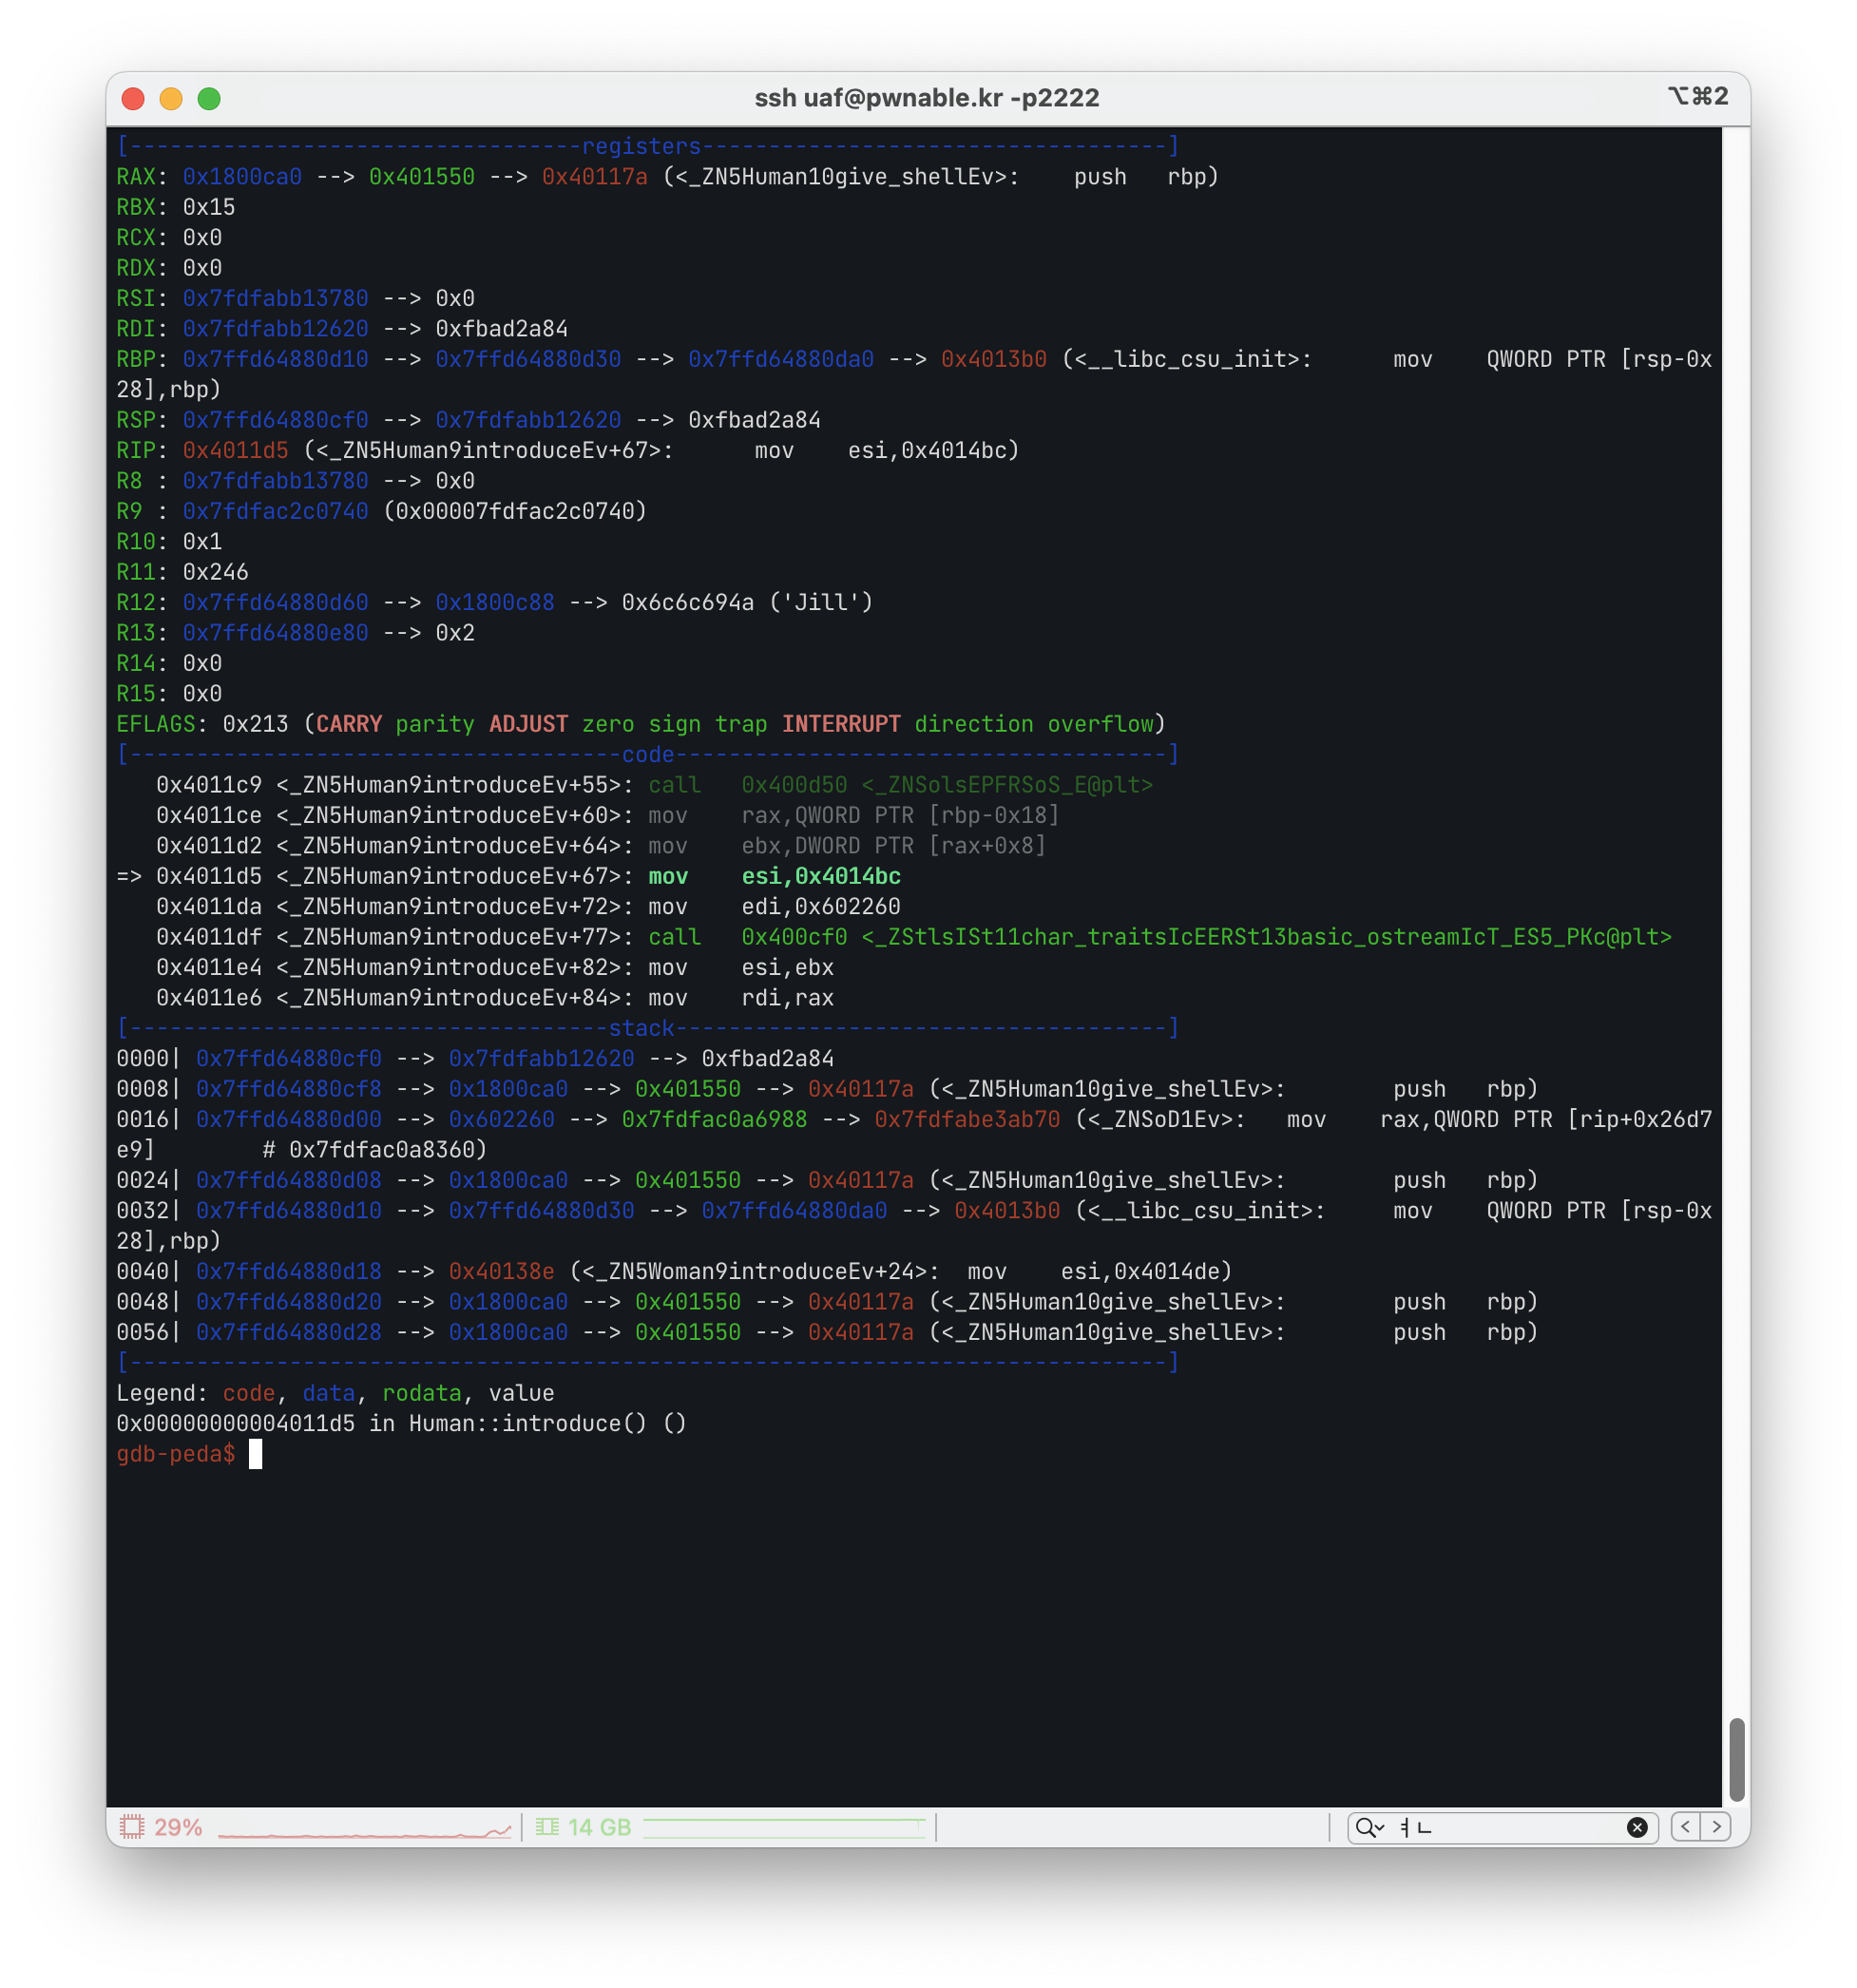 ssh uaf@pwnable.kr -p2222
⌥⌘2
[----------------------------------registers-----------------------------------]
RAX: 0x1800ca0 --> 0x401550 --> 0x40117a (<_ZN5Human10give_shellEv>:	push   rbp)
RBX: 0x15
RCX: 0x0
RDX: 0x0
RSI: 0x7fdfabb13780 --> 0x0
RDI: 0x7fdfabb12620 --> 0xfbad2a84
RBP: 0x7ffd64880d10 --> 0x7ffd64880d30 --> 0x7ffd64880da0 --> 0x4013b0 (<__libc_csu_init>:	mov    QWORD PTR [rsp-0x
28],rbp)
RSP: 0x7ffd64880cf0 --> 0x7fdfabb12620 --> 0xfbad2a84
RIP: 0x4011d5 (<_ZN5Human9introduceEv+67>:	mov    esi,0x4014bc)
R8 : 0x7fdfabb13780 --> 0x0
R9 : 0x7fdfac2c0740 (0x00007fdfac2c0740)
R10: 0x1
R11: 0x246
R12: 0x7ffd64880d60 --> 0x1800c88 --> 0x6c6c694a ('Jill')
R13: 0x7ffd64880e80 --> 0x2
R14: 0x0
R15: 0x0
EFLAGS: 0x213 (CARRY parity ADJUST zero sign trap INTERRUPT direction overflow)
[-------------------------------------code-------------------------------------]
   0x4011c9 <_ZN5Human9introduceEv+55>:	call   0x400d50 <_ZNSolsEPFRSoS_E@plt>
   0x4011ce <_ZN5Human9introduceEv+60>:	mov    rax,QWORD PTR [rbp-0x18]
   0x4011d2 <_ZN5Human9introduceEv+64>:	mov    ebx,DWORD PTR [rax+0x8]
=> 0x4011d5 <_ZN5Human9introduceEv+67>:	mov    esi,0x4014bc
   0x4011da <_ZN5Human9introduceEv+72>:	mov    edi,0x602260
   0x4011df <_ZN5Human9introduceEv+77>:	call   0x400cf0 <_ZStlsISt11char_traitsIcEERSt13basic_ostreamIcT_ES5_PKc@plt>
   0x4011e4 <_ZN5Human9introduceEv+82>:	mov    esi,ebx
   0x4011e6 <_ZN5Human9introduceEv+84>:	mov    rdi,rax
[------------------------------------stack-------------------------------------]
0000| 0x7ffd64880cf0 --> 0x7fdfabb12620 --> 0xfbad2a84
0008| 0x7ffd64880cf8 --> 0x1800ca0 --> 0x401550 --> 0x40117a (<_ZN5Human10give_shellEv>:	push   rbp)
0016| 0x7ffd64880d00 --> 0x602260 --> 0x7fdfac0a6988 --> 0x7fdfabe3ab70 (<_ZNSoD1Ev>:	mov    rax,QWORD PTR [rip+0x26d7
e9]        # 0x7fdfac0a8360)
0024| 0x7ffd64880d08 --> 0x1800ca0 --> 0x401550 --> 0x40117a (<_ZN5Human10give_shellEv>:	push   rbp)
0032| 0x7ffd64880d10 --> 0x7ffd64880d30 --> 0x7ffd64880da0 --> 0x4013b0 (<__libc_csu_init>:	mov    QWORD PTR [rsp-0x
28],rbp)
0040| 0x7ffd64880d18 --> 0x40138e (<_ZN5Woman9introduceEv+24>:	mov    esi,0x4014de)
0048| 0x7ffd64880d20 --> 0x1800ca0 --> 0x401550 --> 0x40117a (<_ZN5Human10give_shellEv>:	push   rbp)
0056| 0x7ffd64880d28 --> 0x1800ca0 --> 0x401550 --> 0x40117a (<_ZN5Human10give_shellEv>:	push   rbp)
[------------------------------------------------------------------------------]
Legend: code, data, rodata, value
0x00000000004011d5 in Human::introduce() ()
gdb-peda$
29%
14 GB
ㅕㄴ